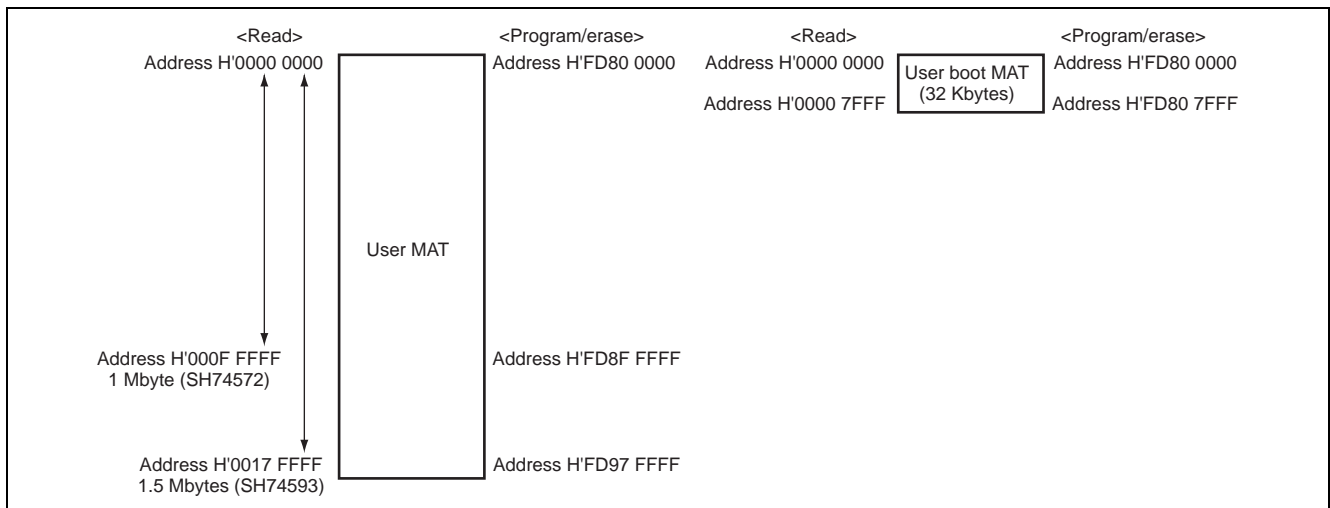 <Read>
<Program/erase>
<Read>
<Program/erase>
Address H'0000 0000
Address H'FD80 0000
Address H'0000 0000
User boot MAT
Address H'FD80 0000
(32 Kbytes)
Address H'0000 7FFF
Address H'FD80 7FFF
User MAT
Address H'000F FFFF
1 Mbyte (SH74572)
Address H'FD8F FFFF
Address H'0017 FFFF
1.5 Mbytes (SH74593)
Address H'FD97 FFFF